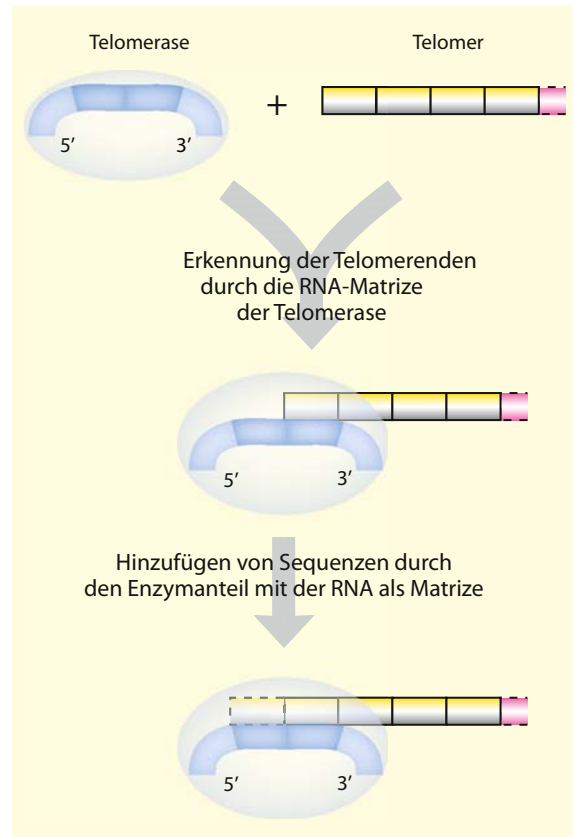 Telomerase
Telomer
+
5′ 3′
Erkennung der Telomerenden
durch die RNA-Matrize
der Telomerase
5′ 3′
Hinzufügen von Sequenzen durch
den Enzymanteil mit der RNA als Matrize
5′ 3′